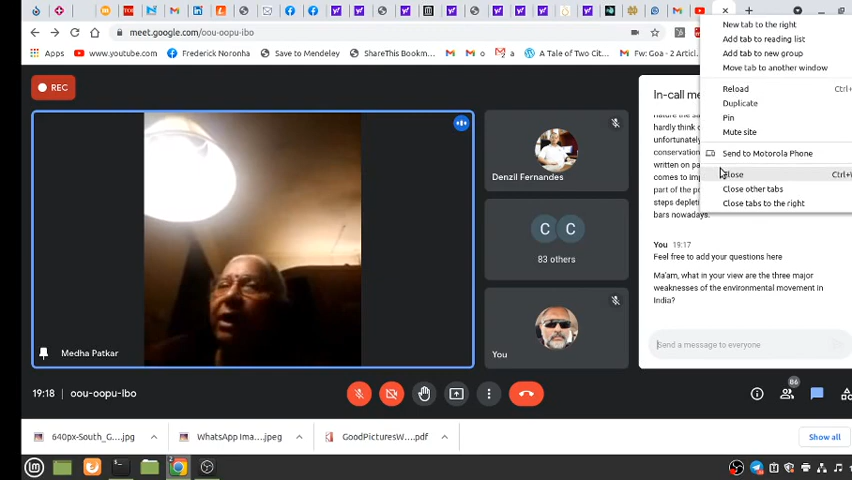 meet.google.com/oou-oopu-ibo
Apps
www.youtube.com
Frederick Noronha
Save to Mendeley
ShareThis Bookm...
A Tale of Two Cit...
Fw: Goa - 2 Articl...
New tab to the right
Add tab to reading list
Add tab to new group
Move tab to another window
Reload
Duplicate
Pin
Mute site
Send to Motorola Phone
Close
Close other tabs
Close tabs to the right
REC
Medha Patkar
Denzil Fernandes
C C
83 others
You
In-call me
nature the s
hardly think
conservation
written on pa
comes to im
part of the p
steps deplet
bars nowadays.
You 19:17
Feel free to add your questions here
Ma'am, what in your view are the three major
weaknesses of the environmental movement in
India?
Send a message to everyone
19:18 oou-oopu-ibo
86
640px-South_G....jpg
WhatsApp Ima....jpeg
GoodPicturesW....pdf
Show all